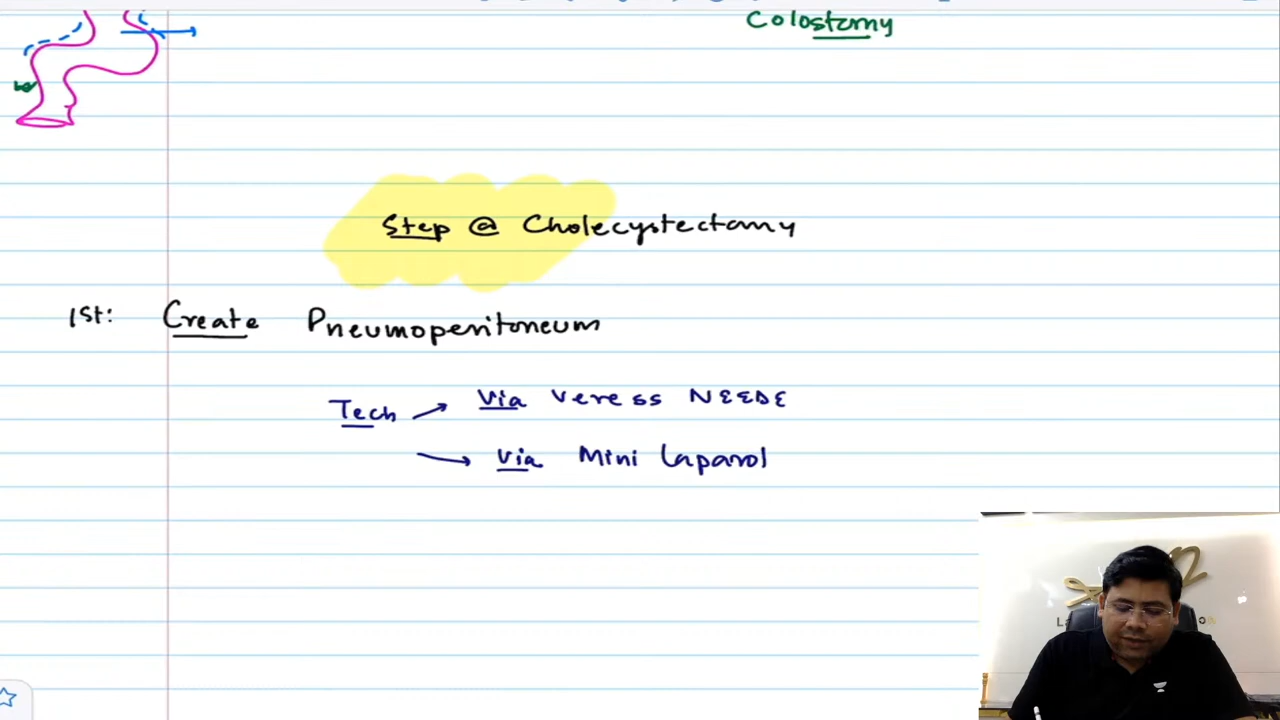 Colostomy
Step @ Cholecystectomy
1st: Create Pneumoperitoneum
Tech → Via Veress NEEDE
→ Via Mini Laparol